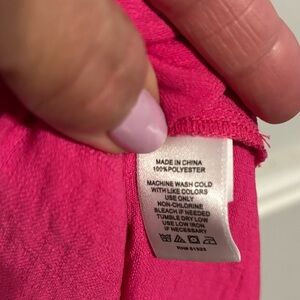 MADE IN CHINA
100%POLYESTER
MACHINE WASH COLD
WITH LIKE COLORS
USE ONLY
NON-CHLORINE
BLEACH IF NEEDED
TUMBLE DRY LOW
USE LOW IRON
IF NECESSARY